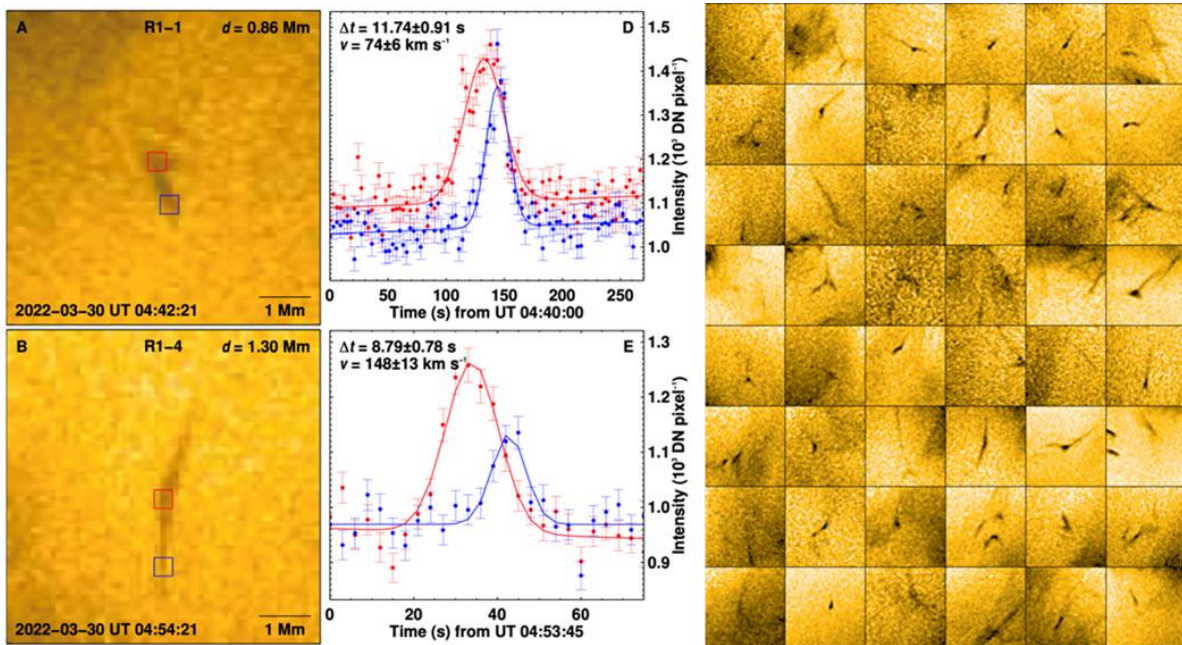 A R1-1 d = 0.86 Mm
2022-03-30 UT 04:42:21 1 Mm
Δt = 11.74±0.91 s D
v = 74±6 km s⁻¹
1.5
1.4
1.3
1.2
1.1
1.0
Intensity (10³ DN pixel⁻¹)
0 50 100 150 200 250
Time (s) from UT 04:40:00
B R1-4 d = 1.30 Mm
2022-03-30 UT 04:54:21 1 Mm
Δt = 8.79±0.78 s E
v = 148±13 km s⁻¹
1.3
1.2
1.1
1.0
0.9
Intensity (10³ DN pixel⁻¹)
0 20 40 60
Time (s) from UT 04:53:45